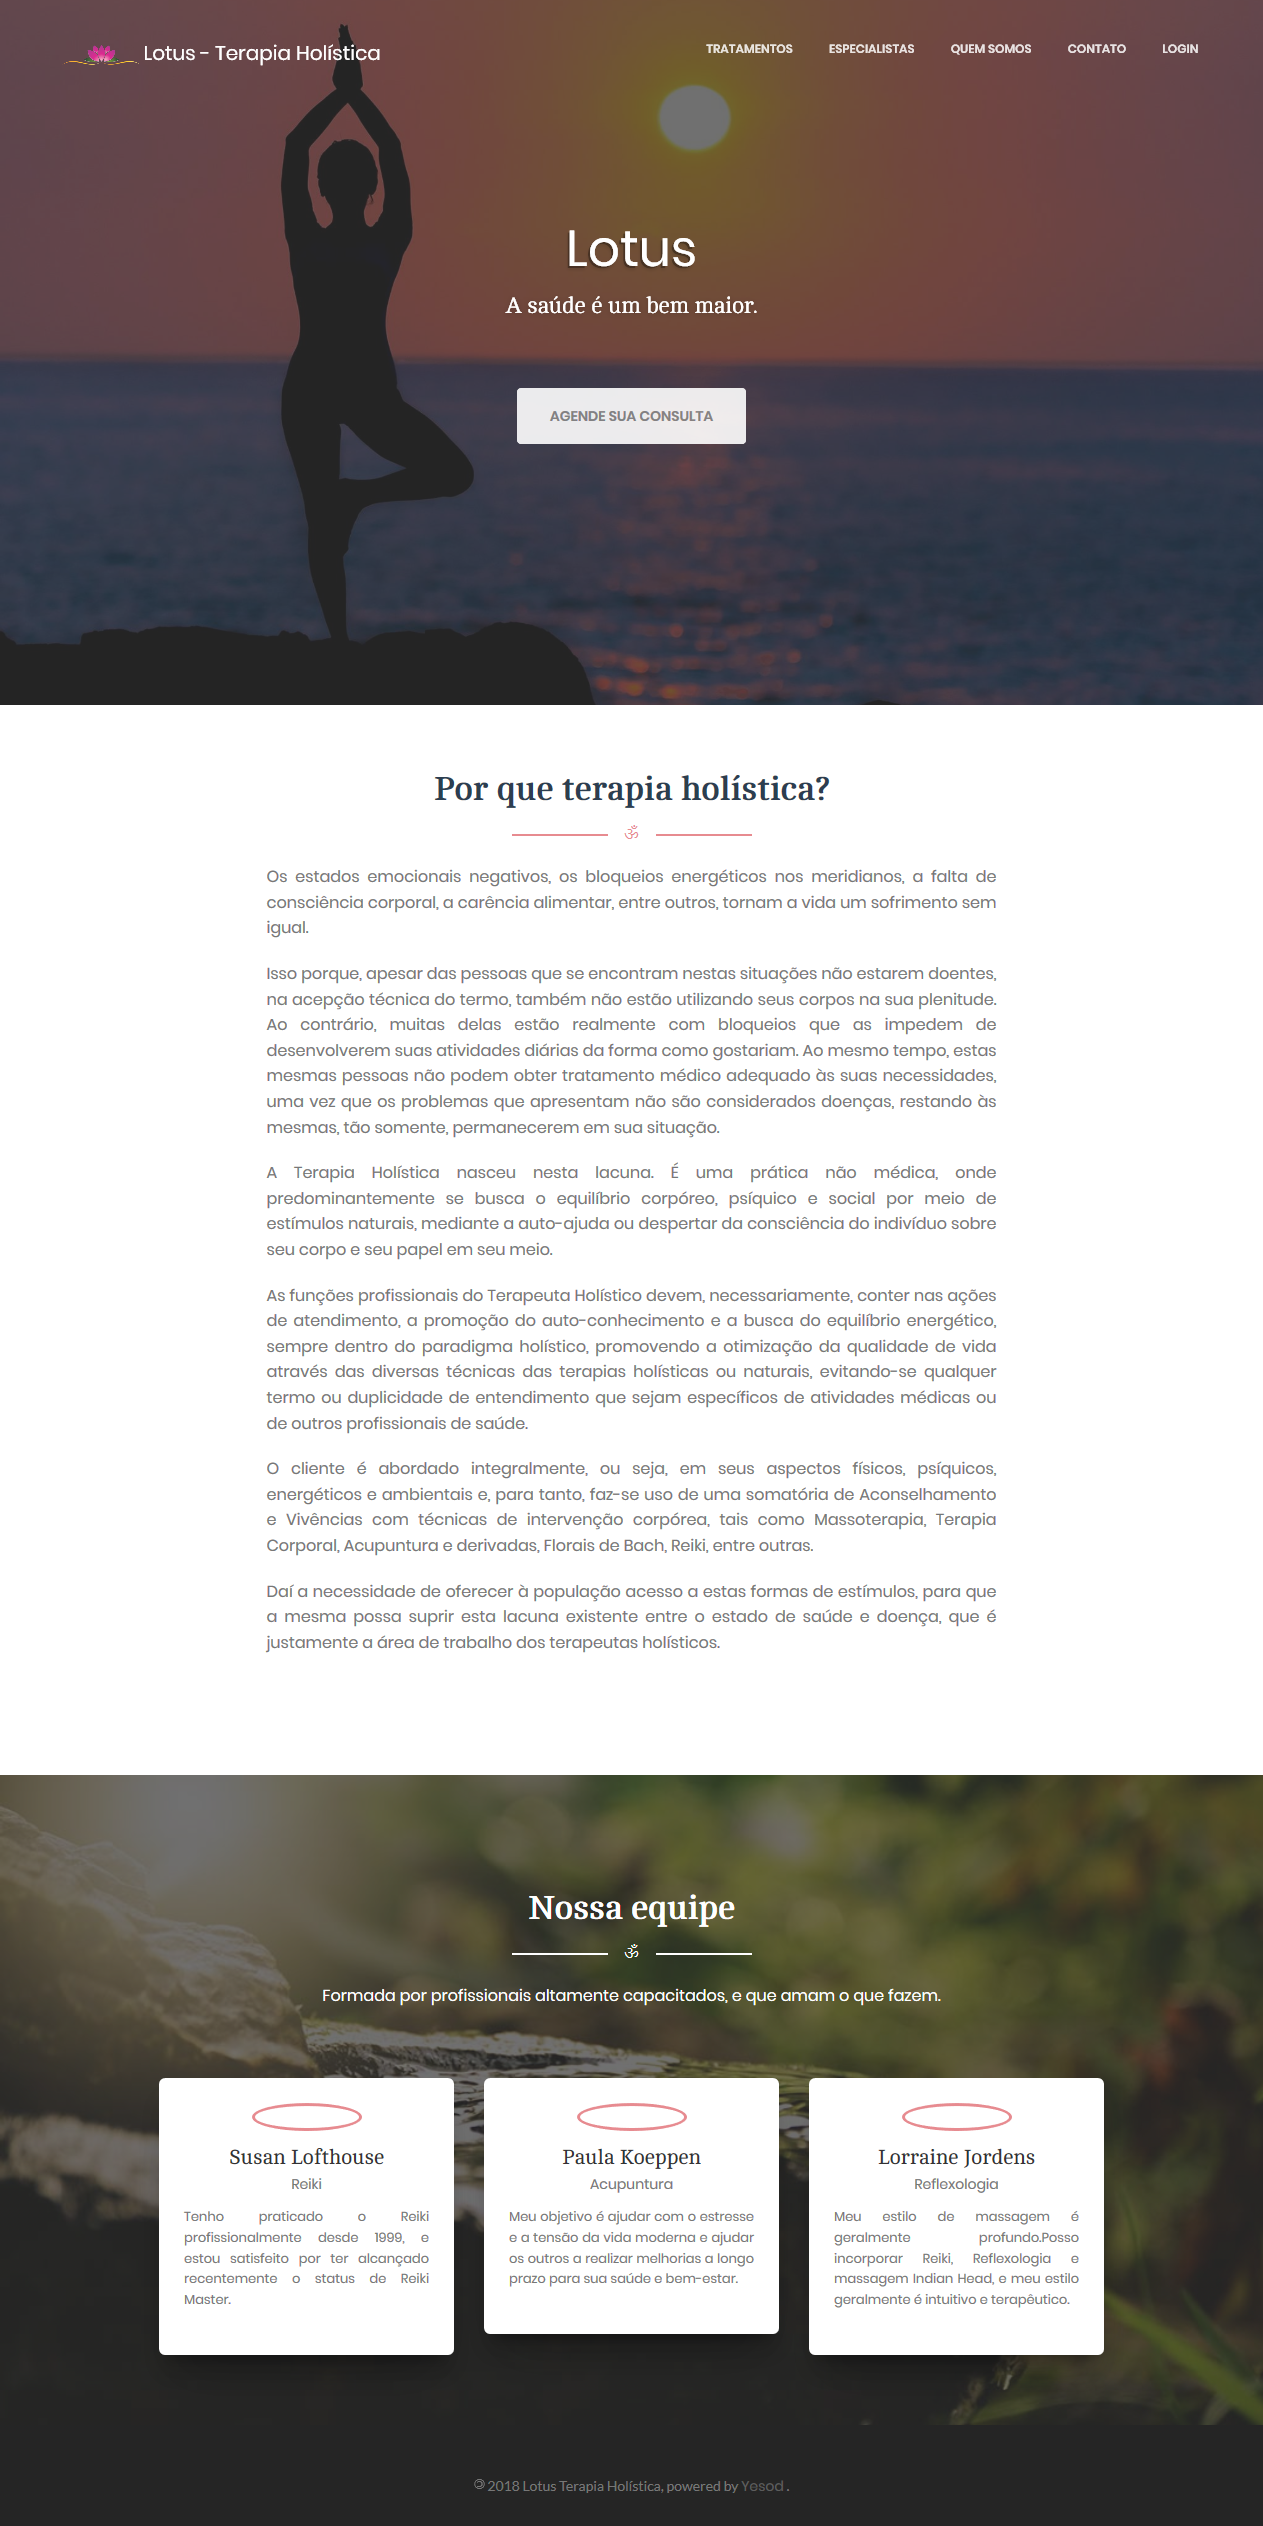 Lotus - Terapia Holística
TRATAMENTOS ESPECIALISTAS QUEM SOMOS CONTATO LOGIN
Lotus
A saúde é um bem maior.
AGENDE SUA CONSULTA
Por que terapia holística?
ॐ
Os estados emocionais negativos, os bloqueios energéticos nos meridianos, a falta de
consciência corporal, a carência alimentar, entre outros, tornam a vida um sofrimento sem
igual.
Isso porque, apesar das pessoas que se encontram nestas situações não estarem doentes,
na acepção técnica do termo, também não estão utilizando seus corpos na sua plenitude.
Ao contrário, muitas delas estão realmente com bloqueios que as impedem de
desenvolverem suas atividades diárias da forma como gostariam. Ao mesmo tempo, estas
mesmas pessoas não podem obter tratamento médico adequado às suas necessidades,
uma vez que os problemas que apresentam não são considerados doenças, restando às
mesmas, tão somente, permanecerem em sua situação.
A Terapia Holística nasceu nesta lacuna. É uma prática não médica, onde
predominantemente se busca o equilíbrio corpóreo, psíquico e social por meio de
estímulos naturais, mediante a auto-ajuda ou despertar da consciência do indivíduo sobre
seu corpo e seu papel em seu meio.
As funções profissionais do Terapeuta Holístico devem, necessariamente, conter nas ações
de atendimento, a promoção do auto-conhecimento e a busca do equilíbrio energético,
sempre dentro do paradigma holístico, promovendo a otimização da qualidade de vida
através das diversas técnicas das terapias holísticas ou naturais, evitando-se qualquer
termo ou duplicidade de entendimento que sejam específicos de atividades médicas ou
de outros profissionais de saúde.
O cliente é abordado integralmente, ou seja, em seus aspectos físicos, psíquicos,
energéticos e ambientais e, para tanto, faz-se uso de uma somatória de Aconselhamento
e Vivências com técnicas de intervenção corpórea, tais como Massoterapia, Terapia
Corporal, Acupuntura e derivadas, Florais de Bach, Reiki, entre outras.
Daí a necessidade de oferecer à população acesso a estas formas de estímulos, para que
a mesma possa suprir esta lacuna existente entre o estado de saúde e doença, que é
justamente a área de trabalho dos terapeutas holísticos.
Nossa equipe
ॐ
Formada por profissionais altamente capacitados, e que amam o que fazem.
Susan Lofthouse
Reiki
Tenho praticado o Reiki
profissionalmente desde 1999, e
estou satisfeito por ter alcançado
recentemente o status de Reiki
Master.
Paula Koeppen
Acupuntura
Meu objetivo é ajudar com o estresse
e a tensão da vida moderna e ajudar
os outros a realizar melhorias a longo
prazo para sua saúde e bem-estar.
Lorraine Jordens
Reflexologia
Meu estilo de massagem é
geralmente profundo.Posso
incorporar Reiki, Reflexologia e
massagem Indian Head, e meu estilo
geralmente é intuitivo e terapêutico.
2018 Lotus Terapia Holística, powered by Yesod .